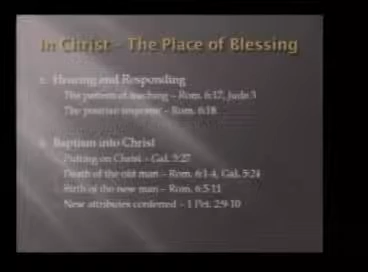 In Christ – The Place of Blessing
1. Hearing and Responding
The pattern of teaching – Rom. 6:17, Jude 3
The positive response – Rom. 6:18
Baptism into Christ
Putting on Christ – Gal. 3:27
Death of the old man – Rom. 6:1-4, Gal. 5:24
Birth of the new man – Rom. 6:5-11
New attributes conferred – 1 Pet. 2:9-10